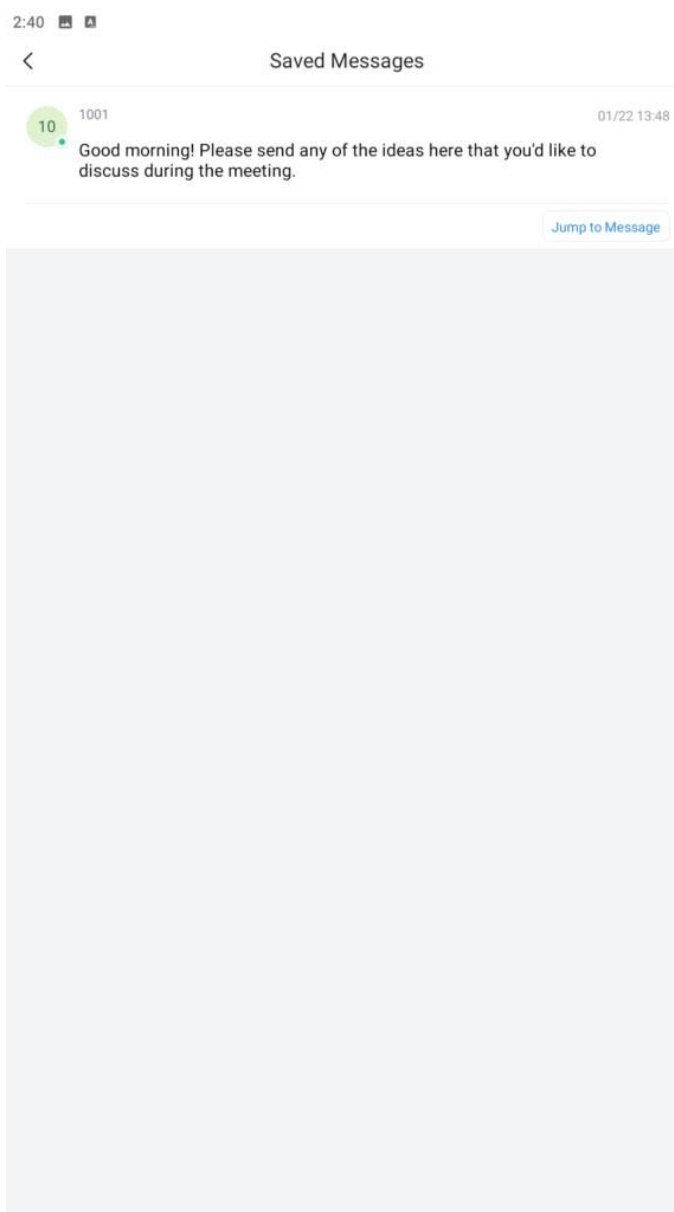 2:40
Saved Messages
10
1001
01/22 13:48
Good morning! Please send any of the ideas here that you'd like to
discuss during the meeting.
Jump to Message